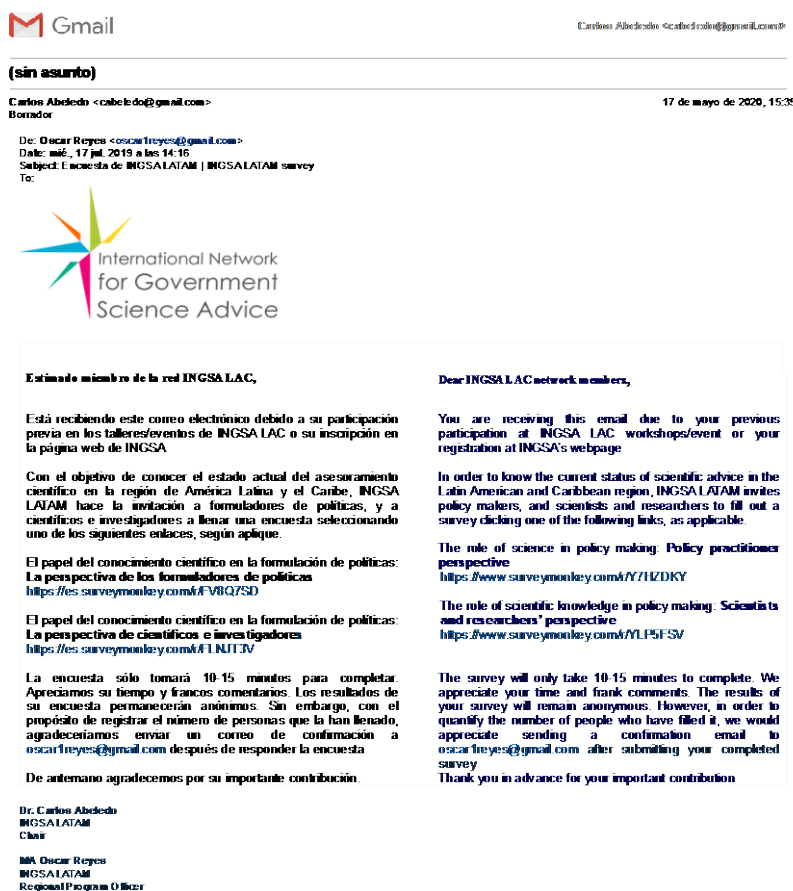 Gmail
Carlos Abeledo <cabeledo@gmail.com>
(sin asunto)
Carlos Abeledo <cabeledo@gmail.com>
17 de mayo de 2020, 15:39
Borrador
De: Oscar Reyes <oscar1reyes@gmail.com>
Date: mié., 17 jul. 2019 a las 14:16
Subject: Encuesta de INGSA LATAM | INGSA LATAM survey
To:
International Network
for Government
Science Advice
Estimado miembro de la red INGSA LAC,
Está recibiendo este correo electrónico debido a su participación
previa en los talleres/eventos de INGSA LAC o su inscripción en
la página web de INGSA
Con el objetivo de conocer el estado actual del asesoramiento
científico en la región de América Latina y el Caribe, INGSA
LATAM hace la invitación a formuladores de políticas, y a
científicos e investigadores a llenar una encuesta seleccionando
uno de los siguientes enlaces, según aplique.
El papel del conocimiento científico en la formulación de políticas:
La perspectiva de los formuladores de políticas
https://es.surveymonkey.com/r/FV8Q7SD
El papel del conocimiento científico en la formulación de políticas:
La perspectiva de científicos e investigadores
https://es.surveymonkey.com/r/FLNJT3V
La encuesta sólo tomará 10-15 minutos para completar.
Apreciamos su tiempo y francos comentarios. Los resultados de
su encuesta permanecerán anónimos. Sin embargo, con el
propósito de registrar el número de personas que la han llenado,
agradeceríamos enviar un correo de confirmación a
oscar1reyes@gmail.com después de responder la encuesta
De antemano agradecemos por su importante contribución.
Dear INGSA LAC network members,
You are receiving this email due to your previous
participation at INGSA LAC workshops/event or your
registration at INGSA's webpage
In order to know the current status of scientific advice in the
Latin American and Caribbean region, INGSA LATAM invites
policy makers, and scientists and researchers to fill out a
survey clicking one of the following links, as applicable.
The role of science in policy making: Policy practitioner
perspective
https://www.surveymonkey.com/r/Y7HZDKY
The role of scientific knowledge in policy making: Scientists
and researchers' perspective
https://www.surveymonkey.com/r/YLP5FSV
The survey will only take 10-15 minutes to complete. We
appreciate your time and frank comments. The results of
your survey will remain anonymous. However, in order to
quantify the number of people who have filled it, we would
appreciate sending a confirmation email to
oscar1reyes@gmail.com after submitting your completed
survey
Thank you in advance for your important contribution
Dr. Carlos Abeledo
INGSA LATAM
Chair
MA Oscar Reyes
INGSA LATAM
Regional Program Officer